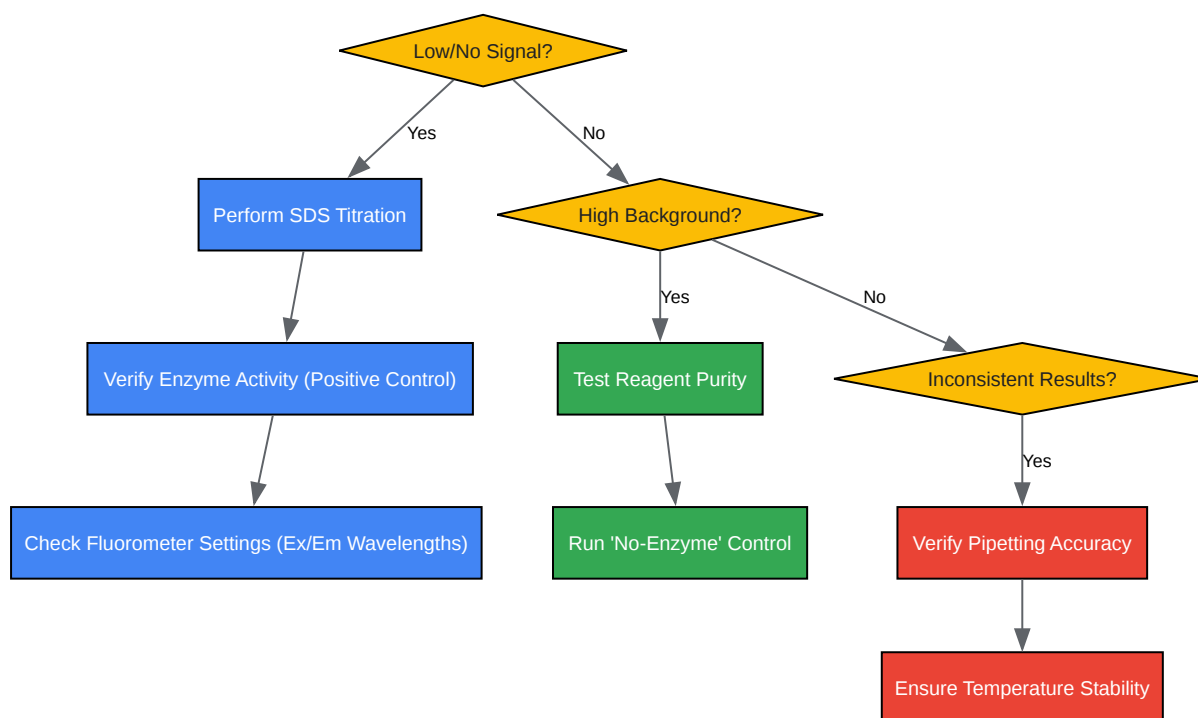 Low/No Signal?
Yes
No
Perform SDS Titration
High Background?
Yes
No
Verify Enzyme Activity (Positive Control)
Test Reagent Purity
Inconsistent Results?
Yes
Check Fluorometer Settings (Ex/Em Wavelengths)
Run 'No-Enzyme' Control
Verify Pipetting Accuracy
Ensure Temperature Stability